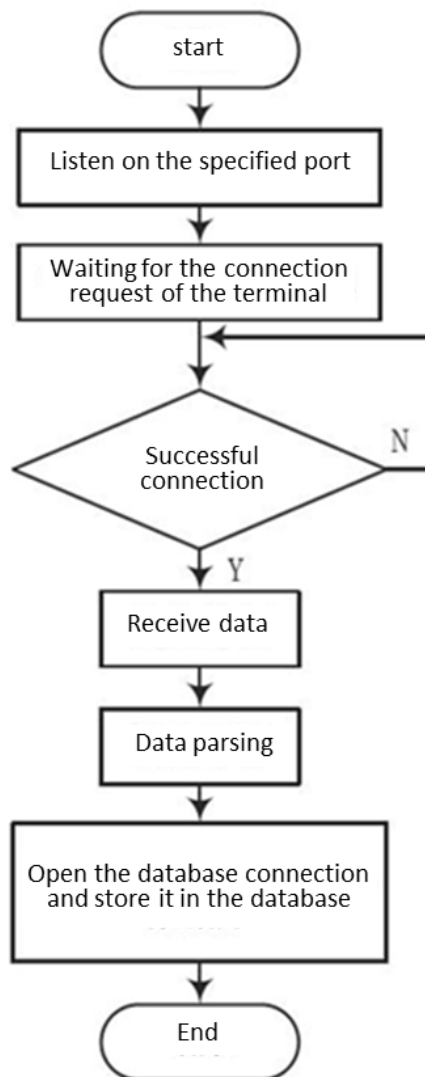 start
Listen on the specified port
Waiting for the connection
request of the terminal
Successful
connection
N
Y
Receive data
Data parsing
Open the database connection
and store it in the database
End